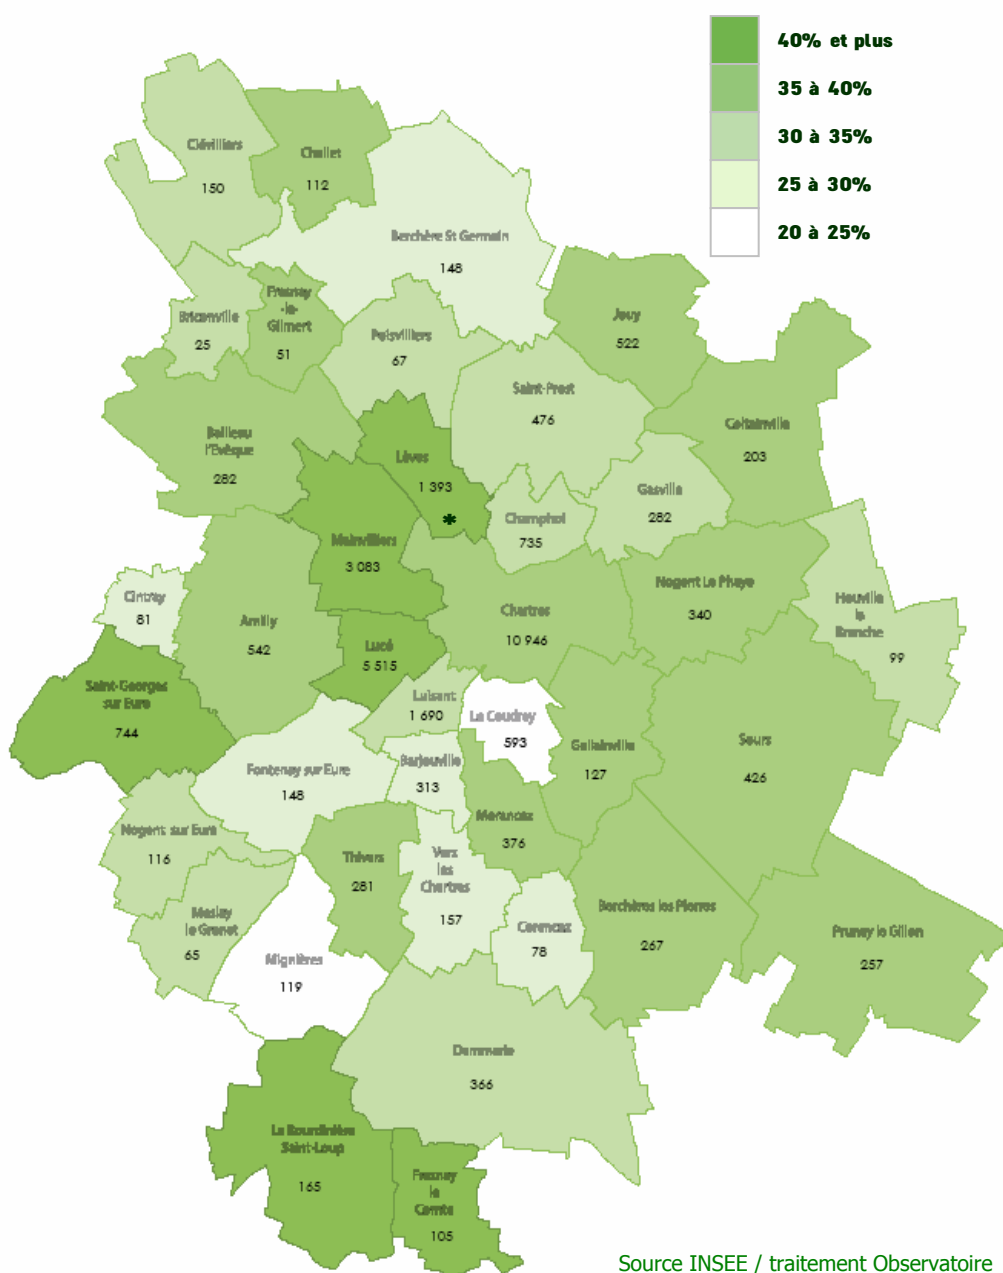 40% et plus
35 à 40%
30 à 35%
25 à 30%
20 à 25%
Clévilliers
150
Challet
112
Berchère St Germain
148
Briconville
25
Fresnay
-le-
Gilmert
51
Poisvilliers
67
Jouy
522
Saint-Prest
476
Coltainville
203
Bailleau
l'Evèque
282
Lèves
1 393
*
Gasville
282
Champhol
735
Mainvilliers
3 083
Nogent Le Phaye
340
Houville
la
Branche
99
Cintray
81
Amilly
542
Chartres
10 946
Lucé
5 515
Saint-Georges
sur Eure
744
Luisant
1 690
Le Coudray
593
Gellainville
127
Sours
426
Fontenay sur Eure
148
Barjouville
313
Morancez
376
Nogent sur Eure
116
Thivars
281
Verz
les
Chartres
157
Meslay
le Grenet
65
Corancez
78
Berchères les Pierres
267
Prunay le Gillon
257
Mignières
119
Dammarie
366
La Bourdinière
Saint-Loup
165
Fresnay
le
Comte
105
Source INSEE / traitement Observatoire